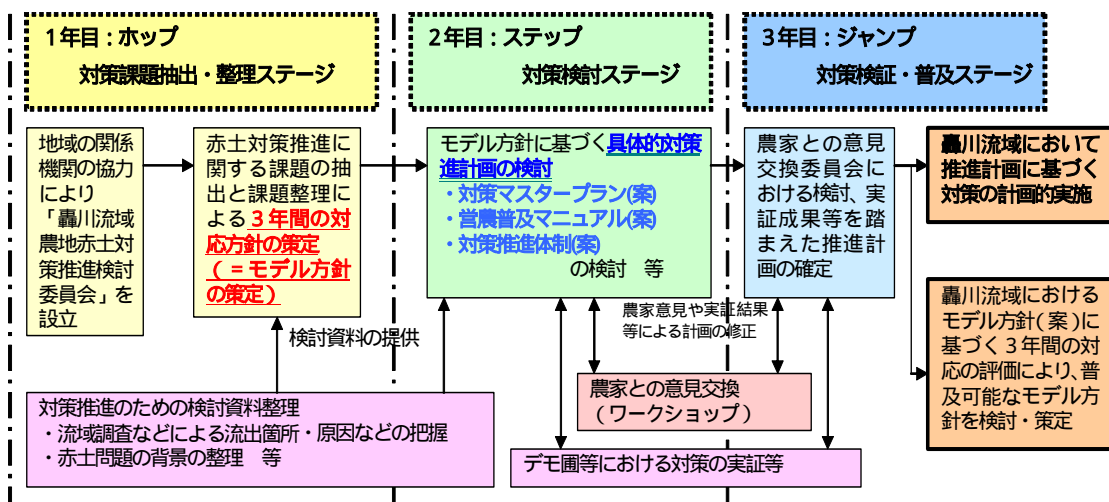 1年目：ホップ
対策課題抽出・整理ステージ
2年目：ステップ
対策検討ステージ
3年目：ジャンプ
対策検証・普及ステージ
地域の関係
機関の協力
により
「轟川流域
農地赤土対
策推進検討
委員会」を
設立
赤土対策推進に
関する課題の抽
出と課題整理に
よる３年間の対
応方針の策定
（＝モデル方針
の策定）
モデル方針に基づく具体的対策
進計画の検討
・対策マスタープラン(案)
・営農普及マニュアル(案)
・対策推進体制(案)
の検討　等
農家との意見
交換委員会に
おける検討、実
証成果等を踏
まえた推進計
画の確定
轟川流域において
推進計画に基づく
対策の計画的実施
轟川流域における
モデル方針(案)に
基づく３年間の対
応の評価により、普
及可能なモデル方
針を検討・策定
検討資料の提供
農家意見や実証結果
等による計画の修正
農家との意見交換
（ワークショップ）
対策推進のための検討資料整理
・流域調査などによる流出箇所・原因などの把握
・赤土問題の背景の整理　等
デモ圃等における対策の実証等